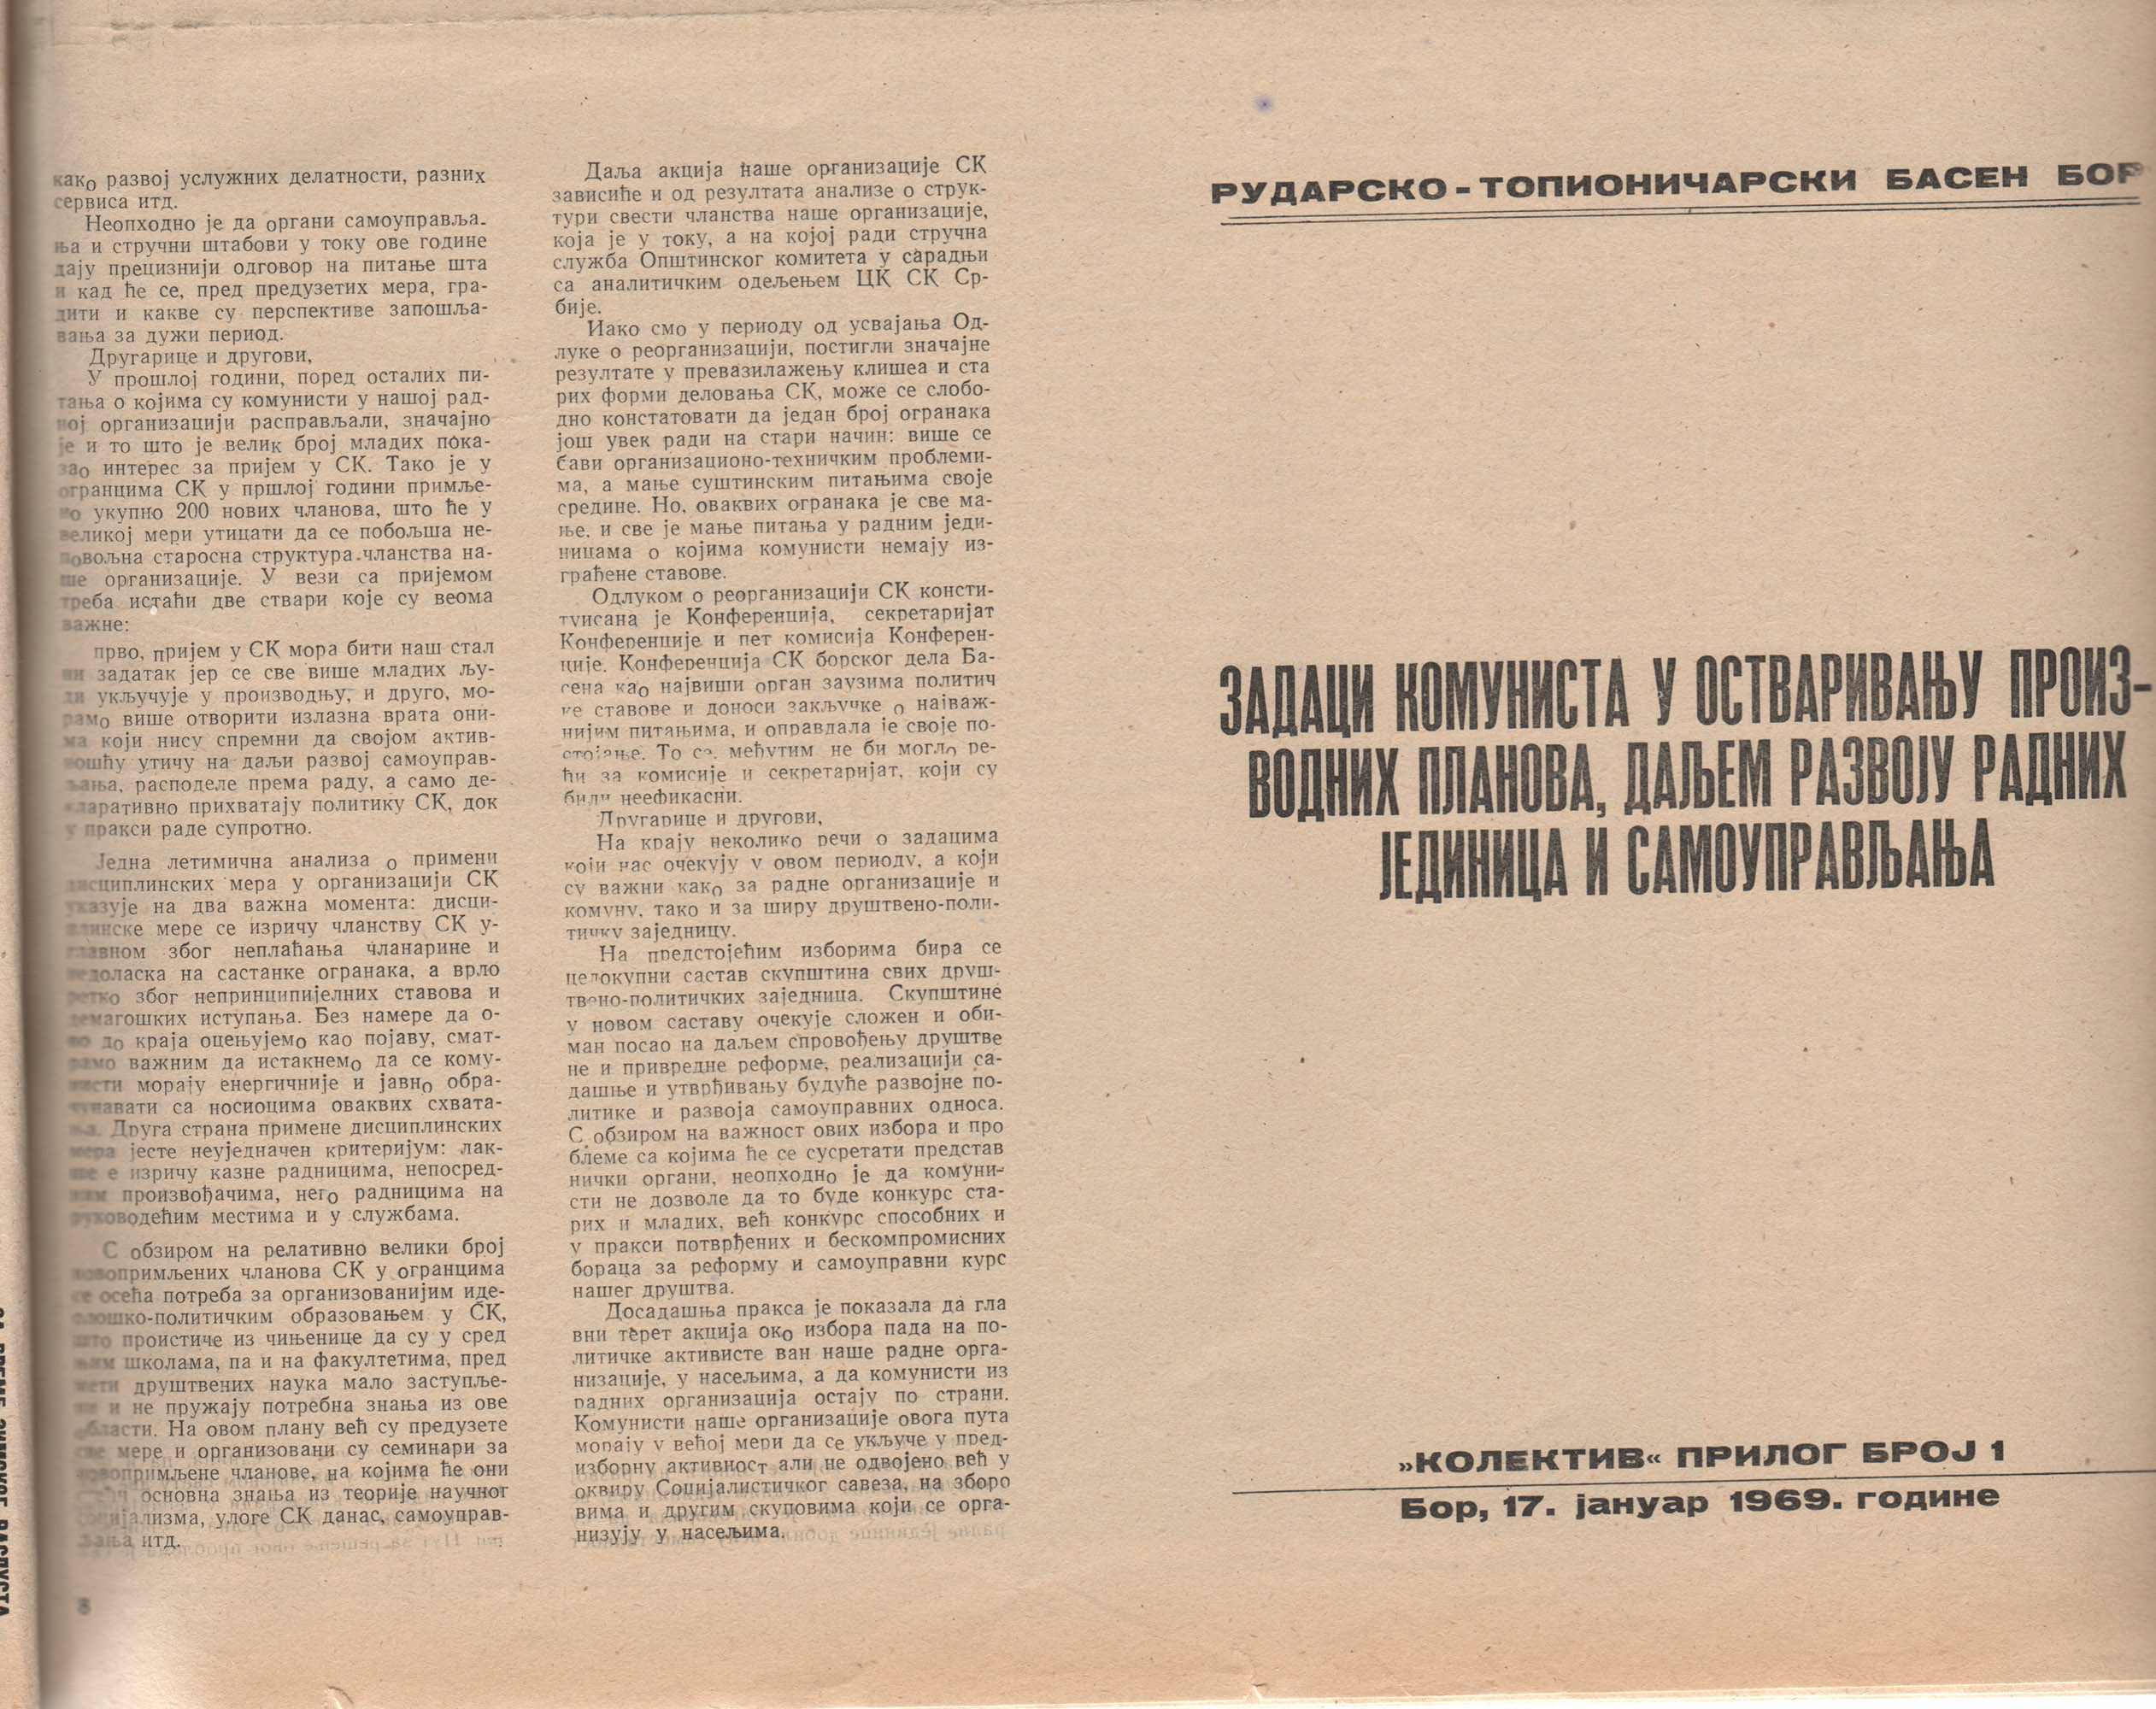 како развој услужних делатности, разних
сервиса итд.
Неопходно је да органи самоуправља-
ња и стручни штабови у току ове године
дају прецизнији одговор на питање шта
и кад ће се, пред предузетих мера, гра-
дити и какве су перспективе запошља-
вања за дужи период.
Другарице и другови,
У прошлој години, поред осталих пи-
тања о којима су комунисти у нашој рад-
ној организацији расправљали, значајно
је и то што је велик број младих пока-
зао интерес за пријем у СК. Тако је у
огранцима СК у пршлој години примље-
но укупно 200 нових чланова, што ће у
великој мери утицати да се побољша не-
повољна старосна структура чланства на-
ше организације. У вези са пријемом
треба истаћи две ствари које су веома
важне:
прво, пријем у СК мора бити наш стал
ни задатак јер се све више младих љу-
ди укључује у производњу, и друго, мо-
рамо више отворити излазна врата они-
ма који нису спремни да својом актив-
ношћу утичу на даљи развој самоуправ-
љања, расподеле према раду, а само де-
кларативно прихватају политику СК, док
у пракси раде супротно.
Једна летимична анализа о примени
дисциплинских мера у организацији СК
указује на два важна момента: дисци-
плинске мере се изричу чланству СК у-
главном због неплаћања чланарине и
недоласка на састанке огранака, а врло
ретко због непринципијелних ставова и
демагошких иступања. Без намере да о-
во до краја оцењујемо као појаву, смат-
рамо важним да истакнемо да се кому-
нисти морају енергичније и јавно обра-
чунавати са носиоцима оваквих схвата-
ња. Друга страна примене дисциплинских
мера јесте неуједначен критеријум: лак-
ше е изричу казне радницима, непосред-
ним произвођачима, него радницима на
руководећим местима и у службама.
С обзиром на релативно велики број
новопримљених чланова СК у огранцима
се осећа потреба за организованијим иде-
олошко-политичким образовањем у СК,
што проистиче из чињенице да су у сред
њим школама, па и на факултетима, пред
мети друштвених наука мало заступље-
ни и не пружају потребна знања из ове
области. На овом плану већ су предузете
све мере и организовани су семинари за
новопримљене чланове, на којима ће они
основна знања из теорије научног
социјализма, улоге СК данас, самоуправ-
љања итд.
8
Даља акција наше организације СК
зависиће и од резултата анализе о струк-
тури свести чланства наше организације,
која је у току, а на којој ради стручна
служба Општинског комитета у сарадњи
са аналитичким одељењем ЦК СК Ср-
бије.
Иако смо у периоду од усвајања Од-
луке о реорганизацији, постигли значајне
резултате у превазилажењу клишеа и ста
рих форми деловања СК, може се слобо-
дно констатовати да један број огранака
још увек ради на стари начин: више се
бави организационо-техничким проблеми-
ма, а мање суштинским питањима своје
средине. Но, оваквих огранака је све ма-
ње. и све је мање питања у радним једи-
ницама о којима комунисти немају из-
грађене ставове.
Одлуком о реорганизацији СК консти-
туисана је Конференција, секретаријат
Конференције и пет комисија Конферен-
ције. Конференција СК борског дела Ба-
сена као највиши орган заузима политич
ке ставове и доноси закључке о најваж-
нијим питањима, и оправдала је своје по-
стојање. То се. међутим не би могло ре-
ћи за комисије и секретаријат, који су
били неефикасни.
Другарице и другови,
На крају неколико речи о задацима
који нас очекују у овом периоду, а који
су важни како за радне организације и
комуну, тако и за ширу друштвено-поли-
тичку заједницу.
На предстојећим изборима бира се
целокупни састав скупштина свих друш-
твено-политичких заједница. Скупштине
у новом саставу очекује сложен и оби-
ман посао на даљем спровођењу друштве
не и привредне реформе, реализацији са-
дашње и утврђивању будуће развојне по-
литике и развоја самоуправних односа.
С обзиром на важност ових избора и про
блеме са којима ће се сусретати представ
нички органи, неопходно је да комуни-
сти не дозволе да то буде конкурс ста-
рих и младих, већ конкурс способних и
у пракси потврђених и бескомпромисних
бораца за реформу и самоуправни курс
нашег друштва.
Досадашња пракса је показала да гла
вни терет акција око избора пада на по-
литичке активисте ван наше радне орга-
низације, у насељима, а да комунисти из
радних организација остају по страни.
Комунисти наше организације овога пута
морају у већој мери да се укључе у пред-
изборну активност али не одвојено већ у
оквиру Социјалистичког савеза, на зборо
вима и другим скуповима који се орга-
низују у насељима.
РУДАРСКО-ТОПИОНИЧАРСКИ БАСЕН БОР
ЗАДАЦИ КОМУНИСТА У ОСТВАРИВАЊУ ПРОИЗ-
ВОДНИХ ПЛАНОВА, ДАЉЕМ РАЗВОЈУ РАДНИХ
ЈЕДИНИЦА И САМОУПРАВЉАЊА
»КОЛЕКТИВ« ПРИЛОГ БРОЈ 1
Бор, 17. јануар 1969. године